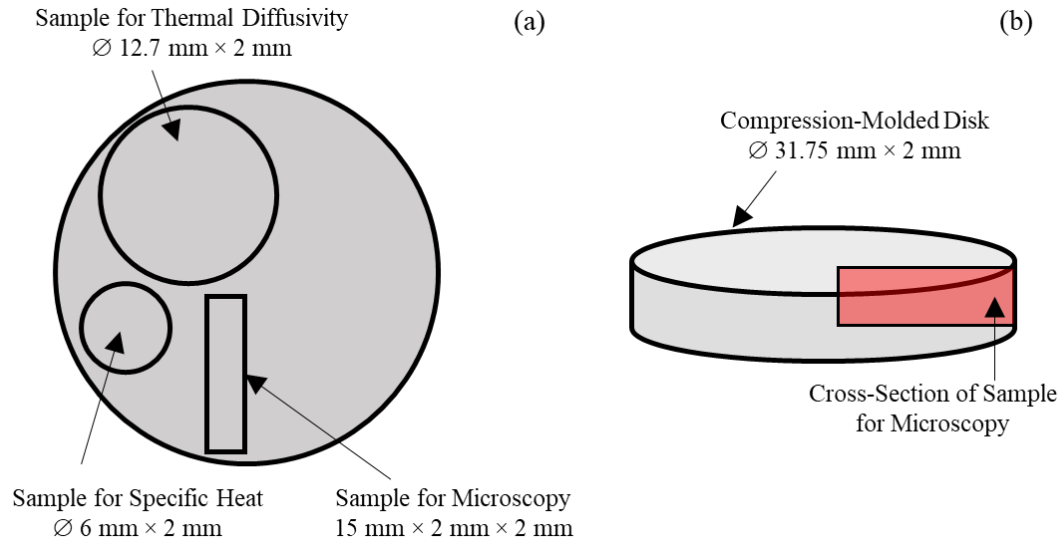 Sample for Thermal Diffusivity
∅ 12.7 mm × 2 mm
(a)
Sample for Specific Heat
∅ 6 mm × 2 mm
Sample for Microscopy
15 mm × 2 mm × 2 mm
(b)
Compression-Molded Disk
∅ 31.75 mm × 2 mm
Cross-Section of Sample
for Microscopy